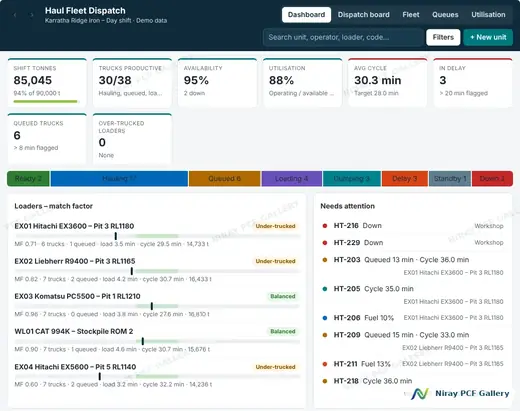 Haul Fleet Dispatch
Karratha Ridge Iron – Day shift · Demo data
Dashboard
Dispatch board
Fleet
Queues
Utilisation
Search unit, operator, loader, code...
Filters
+ New unit
SHIFT TONNES
85,045
94% of 90,000 t
TRUCKS PRODUCTIVE
30/38
Hauling, queued, loa...
AVAILABILITY
95%
2 down
UTILISATION
88%
Operating / available ...
AVG CYCLE
30.3 min
Target 29.0 min
IN DELAY
3
> 20 min flagged
QUEUED TRUCKS
6
> 8 min flagged
OVER-TRUCKED
LOADERS
0
None
Ready 2
Hauling
Queued 6
Loading 4
Dumping 3
Delay 3
Standby 1
Down 2
Loaders – match factor
EX01 Hitachi EX3600 – Pit 3 RL1180
Under-trucked
MF 0.71 · 6 trucks · 1 queued · load 3.5 min · cycle 29.5 min · 14,733 t
EX02 Liebherr R9400 – Pit 3 RL1165
Under-trucked
MF 0.82 · 7 trucks · 2 queued · load 4.2 min · cycle 30.7 min · 16,433 t
EX03 Komatsu PC5500 – Pit 1 RL1210
Balanced
MF 0.96 · 7 trucks · 0 queued · load 3.8 min · cycle 27.6 min · 16,610 t
WL01 CAT 994K – Stockpile ROM 2
Balanced
MF 0.90 · 7 trucks · 1 queued · load 4.6 min · cycle 30.7 min · 15,676 t
EX04 Hitachi EX5600 – Pit 5 RL1140
Under-trucked
MF 0.60 · 7 trucks · 2 queued · load 3.2 min · cycle 32.2 min · 14,236 t
Needs attention
HT-216 Down
Workshop
HT-229 Down
Workshop
HT-203 Queued 13 min · Cycle 36.0 min
EX01 Hitachi EX3600 – Pit 3 RL1180
HT-205 Cycle 35.0 min
EX01 Hitachi EX3600 – Pit 3 RL1180
HT-206 Fuel 10%
EX01 Hitachi EX3600 – Pit 3 RL1180
HT-209 Queued 15 min · Cycle 33.0 min
EX02 Liebherr R9400 – Pit 3 RL1165
HT-211 Fuel 13%
EX02 Liebherr R9400 – Pit 3 RL1165
HT-218 Cycle 36.0 min
Niray PCF Gallery